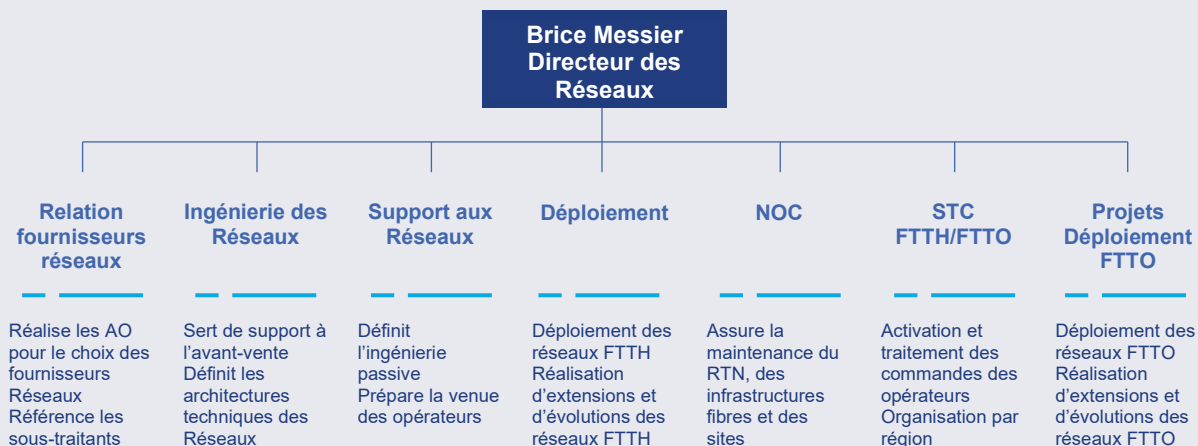 Brice Messier
Directeur des
Réseaux
Relation
fournisseurs
réseaux
Ingénierie des
Réseaux
Support aux
Réseaux
Déploiement
NOC
STC
FTTH/FTTO
Projets
Déploiement
FTTO
Réalise les AO
pour le choix des
fournisseurs
Réseaux
Référence les
sous-traitants
Sert de support à
l’avant-vente
Définit les
architectures
techniques des
Réseaux
Définit
l’ingénierie
passive
Prépare la venue
des opérateurs
Déploiement des
réseaux FTTH
Réalisation
d’extensions et
d’évolutions des
réseaux FTTH
Assure la
maintenance du
RTN, des
infrastructures
fibres et des
sites
Activation et
traitement des
commandes des
opérateurs
Organisation par
région
Déploiement des
réseaux FTTO
Réalisation
d’extensions et
d’évolutions des
réseaux FTTO